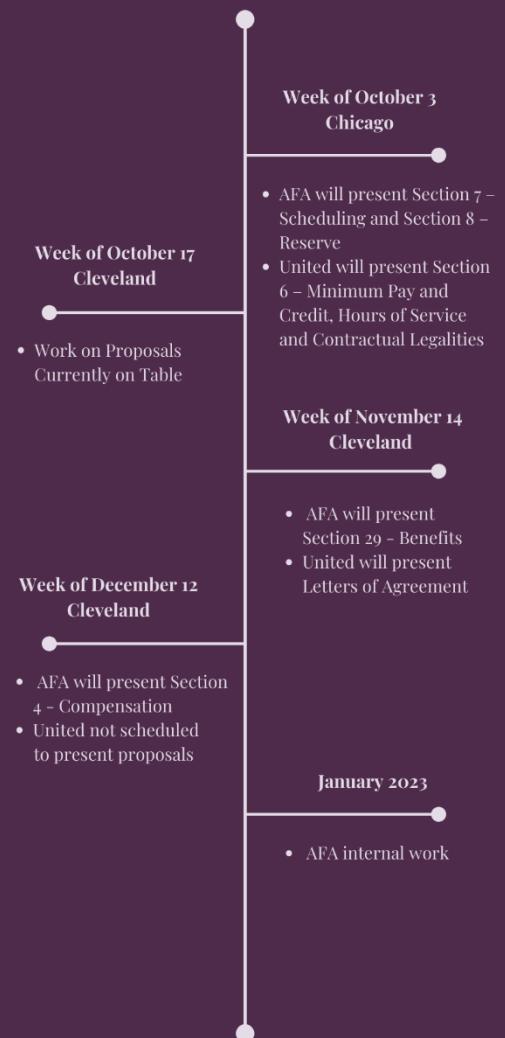 Week of October 3
Chicago
• AFA will present Section 7 –
Scheduling and Section 8 –
Reserve
• United will present Section
6 – Minimum Pay and
Credit, Hours of Service
and Contractual Legalities
Week of October 17
Cleveland
• Work on Proposals
Currently on Table
Week of November 14
Cleveland
• AFA will present
Section 29 - Benefits
• United will present
Letters of Agreement
Week of December 12
Cleveland
• AFA will present Section
4 - Compensation
• United not scheduled
to present proposals
January 2023
• AFA internal work